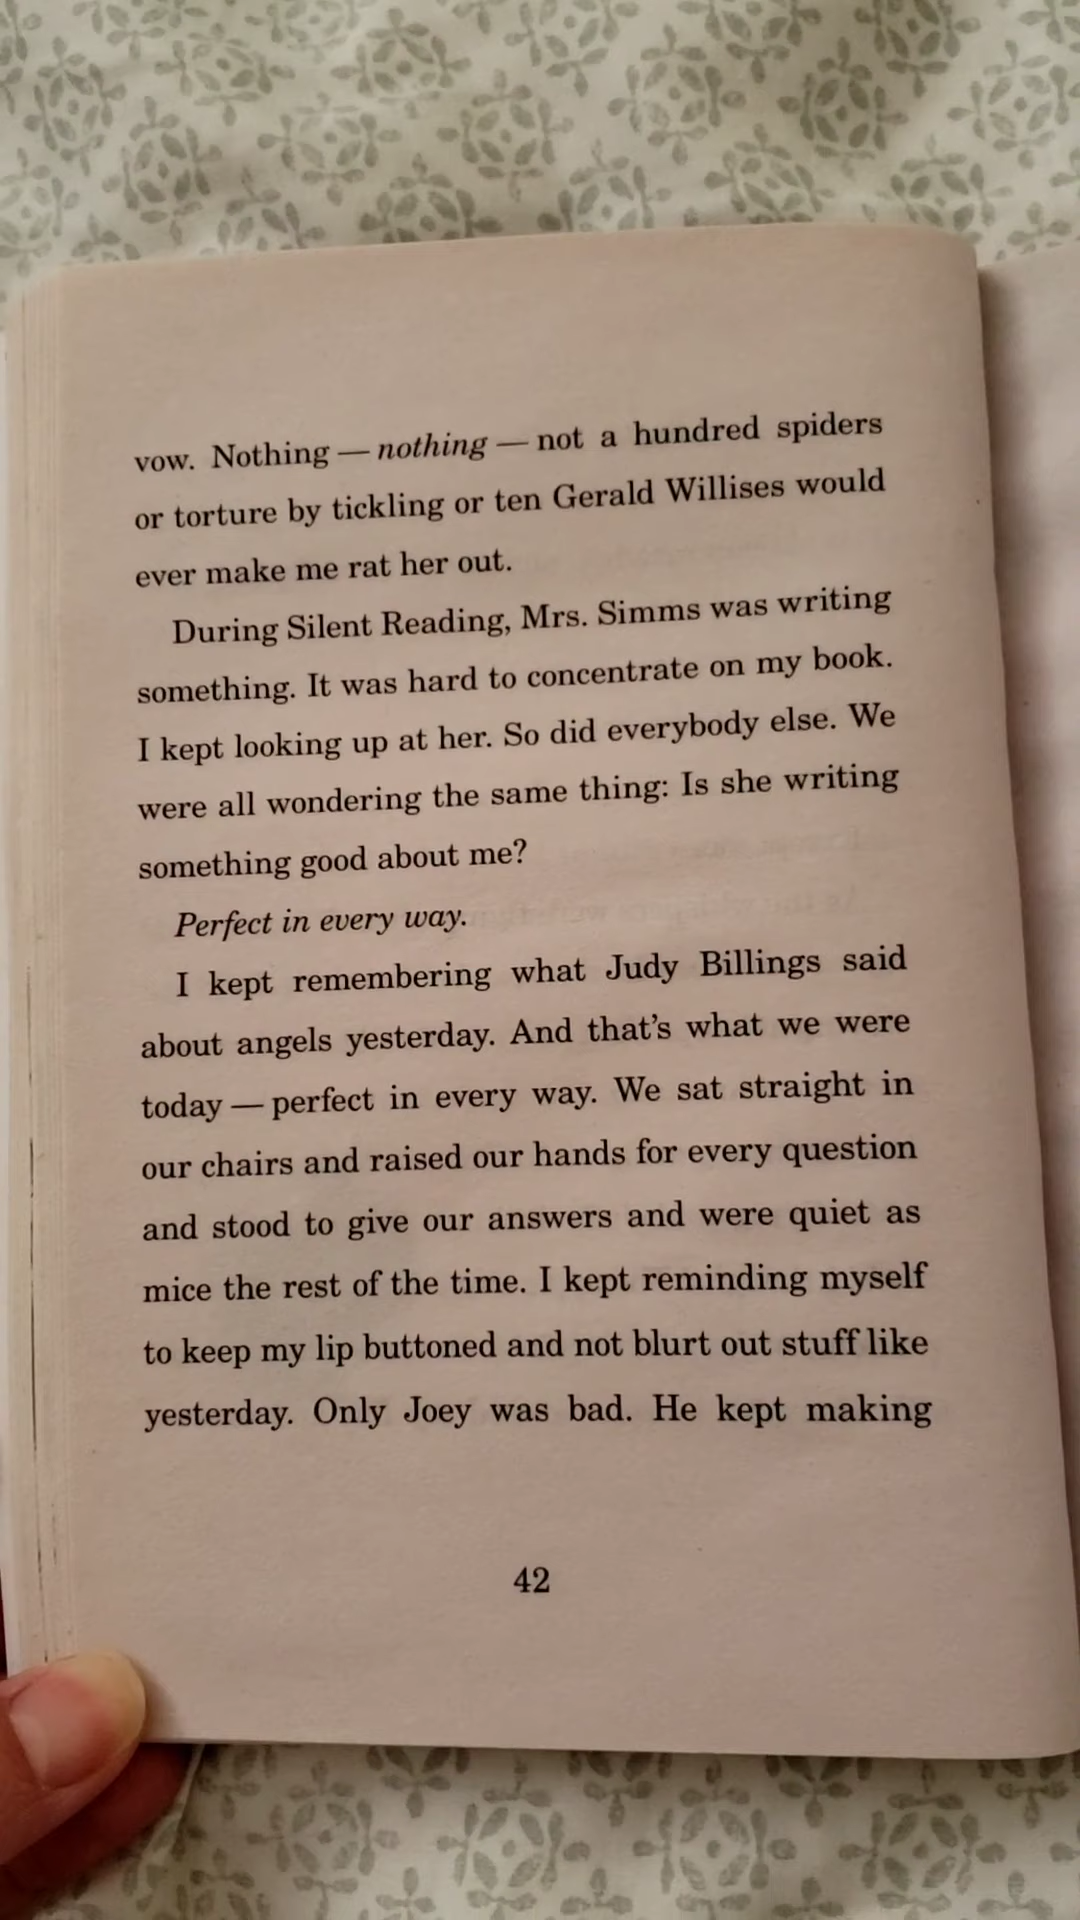 vow. Nothing — nothing — not a hundred spiders
or torture by tickling or ten Gerald Willises would
ever make me rat her out.
During Silent Reading, Mrs. Simms was writing
something. It was hard to concentrate on my book.
I kept looking up at her. So did everybody else. We
were all wondering the same thing: Is she writing
something good about me?
Perfect in every way.
I kept remembering what Judy Billings said
about angels yesterday. And that’s what we were
today — perfect in every way. We sat straight in
our chairs and raised our hands for every question
and stood to give our answers and were quiet as
mice the rest of the time. I kept reminding myself
to keep my lip buttoned and not blurt out stuff like
yesterday. Only Joey was bad. He kept making
42